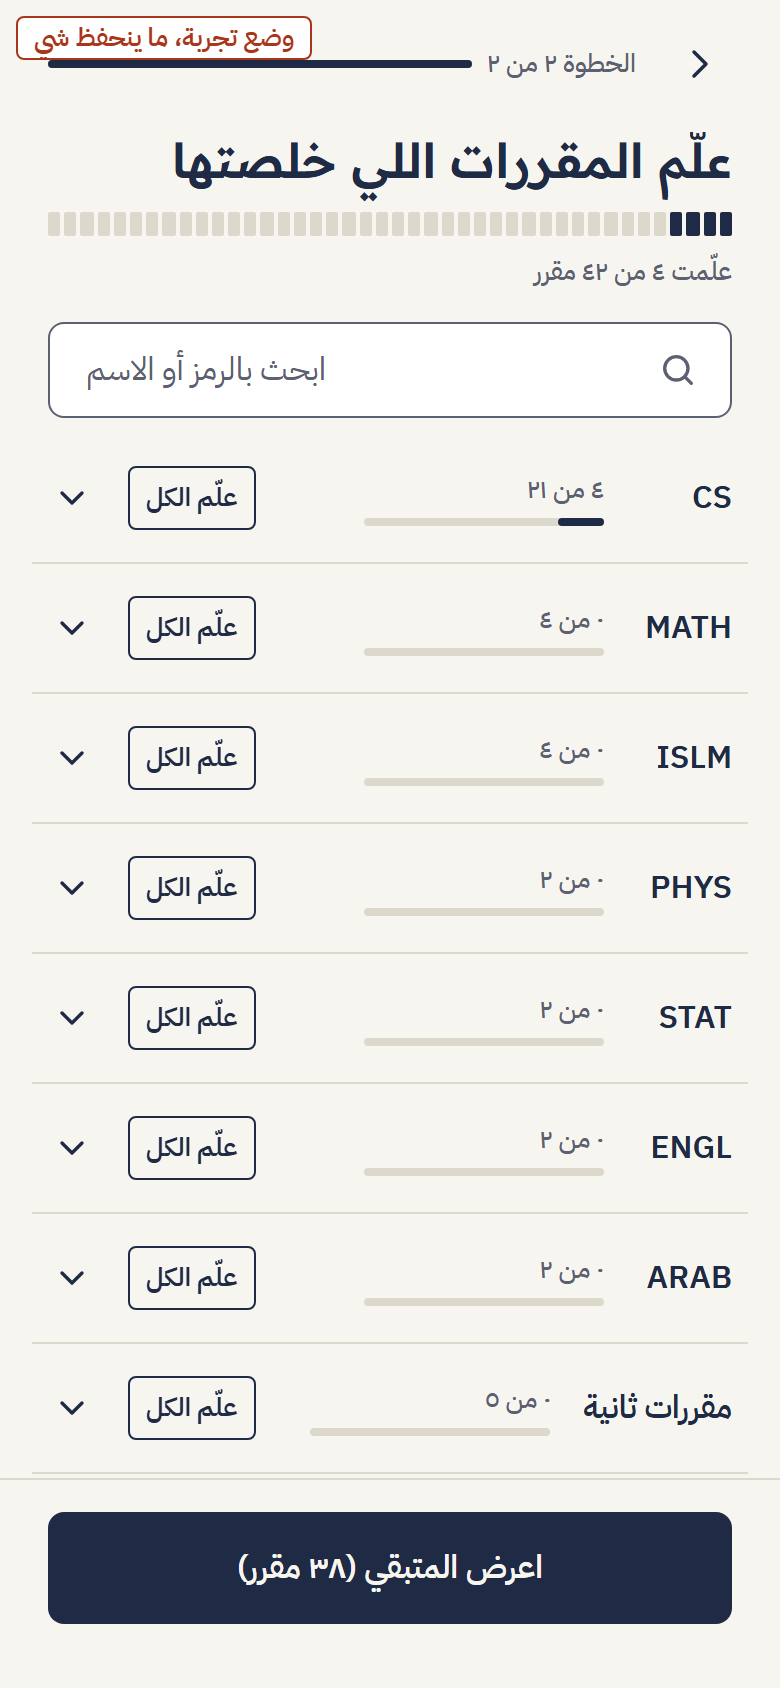 وضع تجربة، ما ينحفظ شي
الخطوة ٢ من ٢
علّم المقررات اللي خلصتها
علّمت ٤ من ٤٢ مقرر
ابحث بالرمز أو الاسم
CS
٤ من ٢١
علّم الكل
MATH
٠ من ٤
علّم الكل
ISLM
٠ من ٤
علّم الكل
PHYS
٠ من ٢
علّم الكل
STAT
٠ من ٢
علّم الكل
ENGL
٠ من ٢
علّم الكل
ARAB
٠ من ٢
علّم الكل
مقررات ثانية
٠ من ٥
علّم الكل
اعرض المتبقي (٣٨ مقرر)